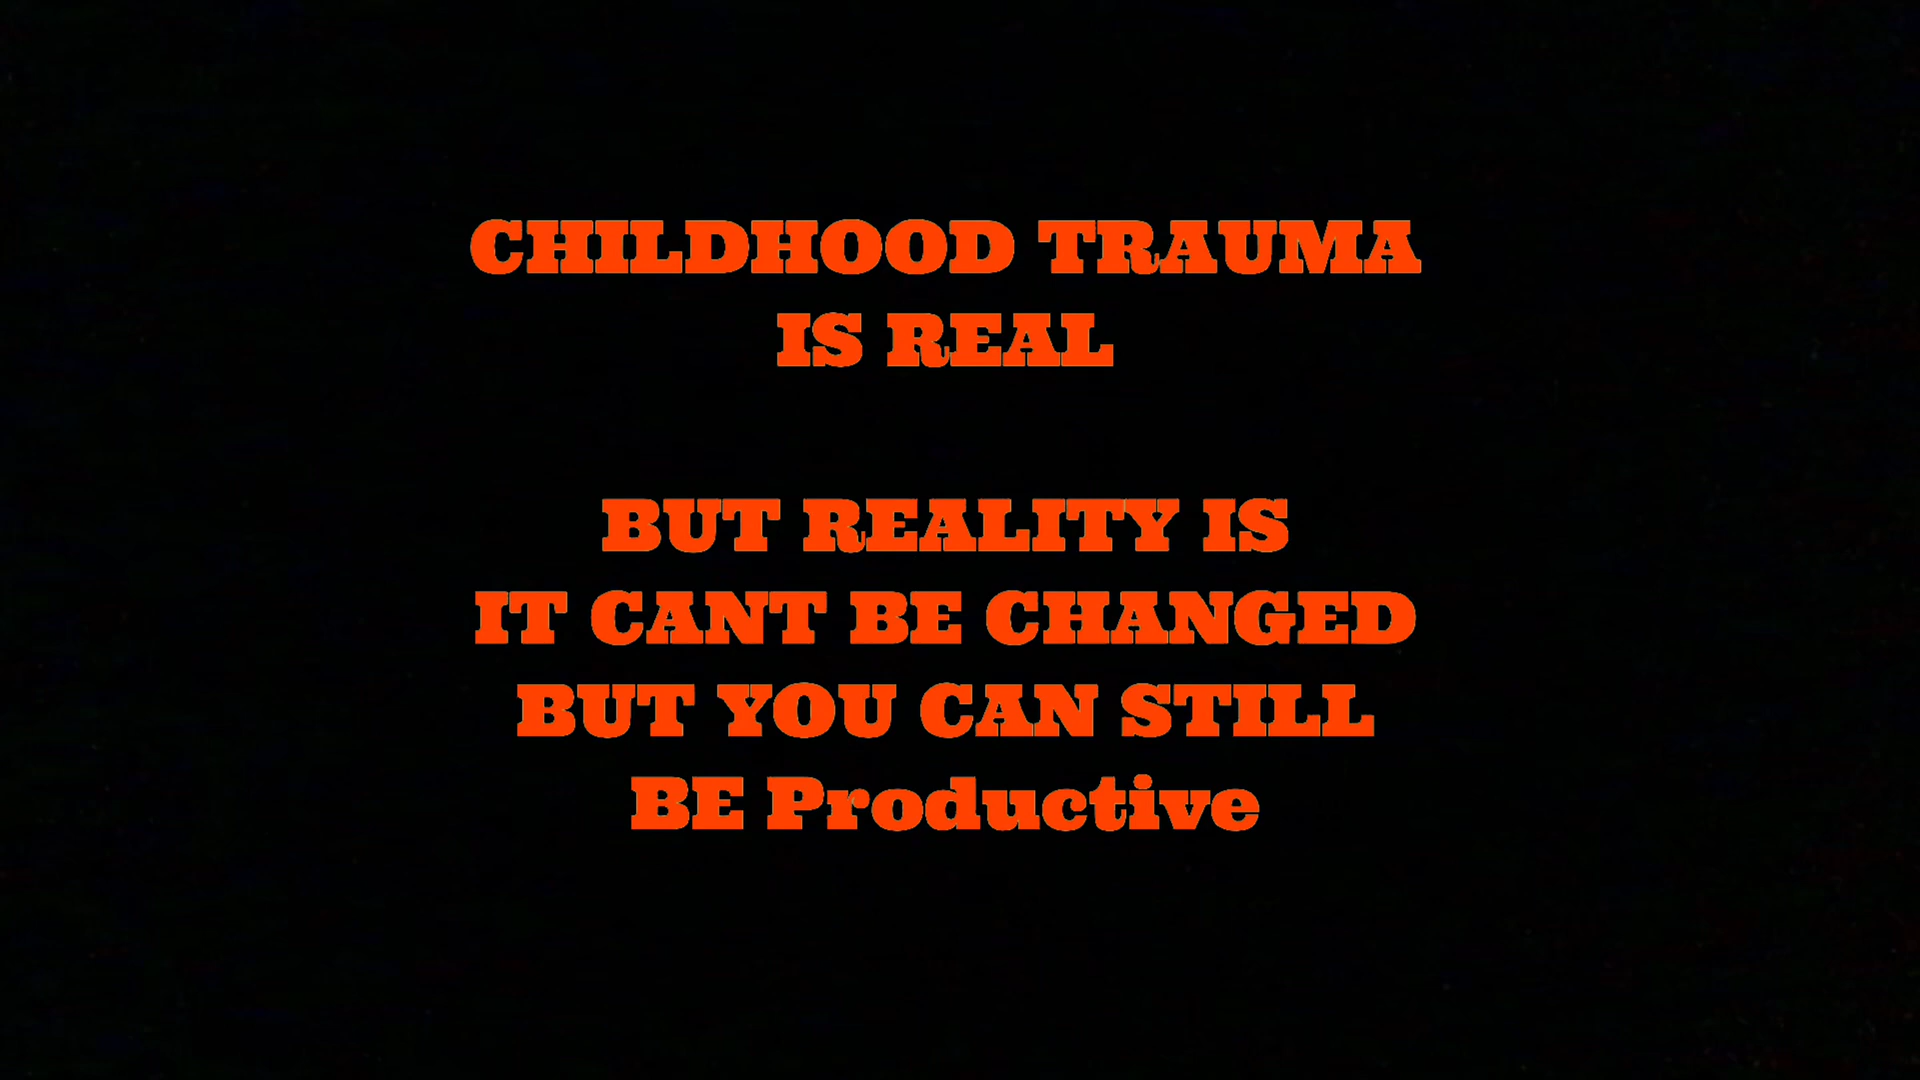 CHILDHOOD TRAUMA
IS REAL
BUT REALITY IS
IT CANT BE CHANGED
BUT YOU CAN STILL
BE Productive